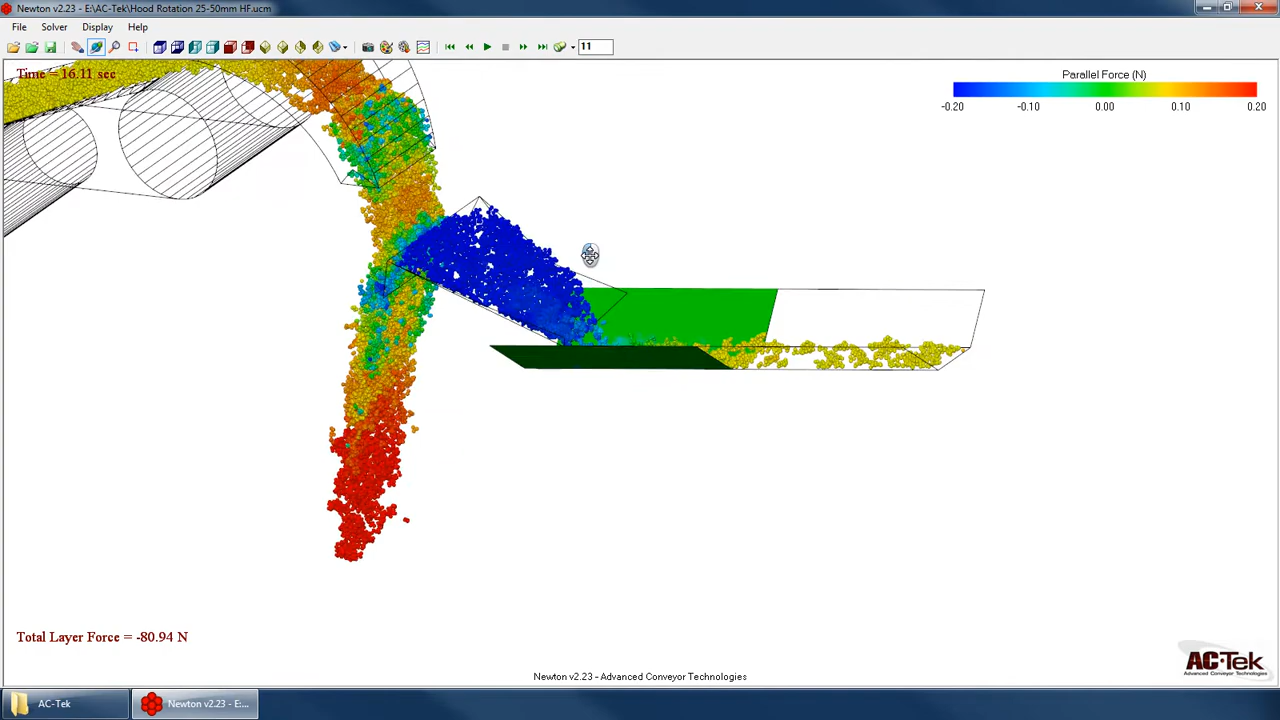 Newton v2.23 - E:\AC-Tek\Hood Rotation 25-50mm HF.ucm
File Solver Display Help
11
Time = 16.11 sec
Parallel Force (N)
-0.20 -0.10 0.00 0.10 0.20
Total Layer Force = -80.94 N
AC-Tek
Advanced Conveyor Technologies
Newton v2.23 - Advanced Conveyor Technologies
AC-Tek
Newton v2.23 - E:...